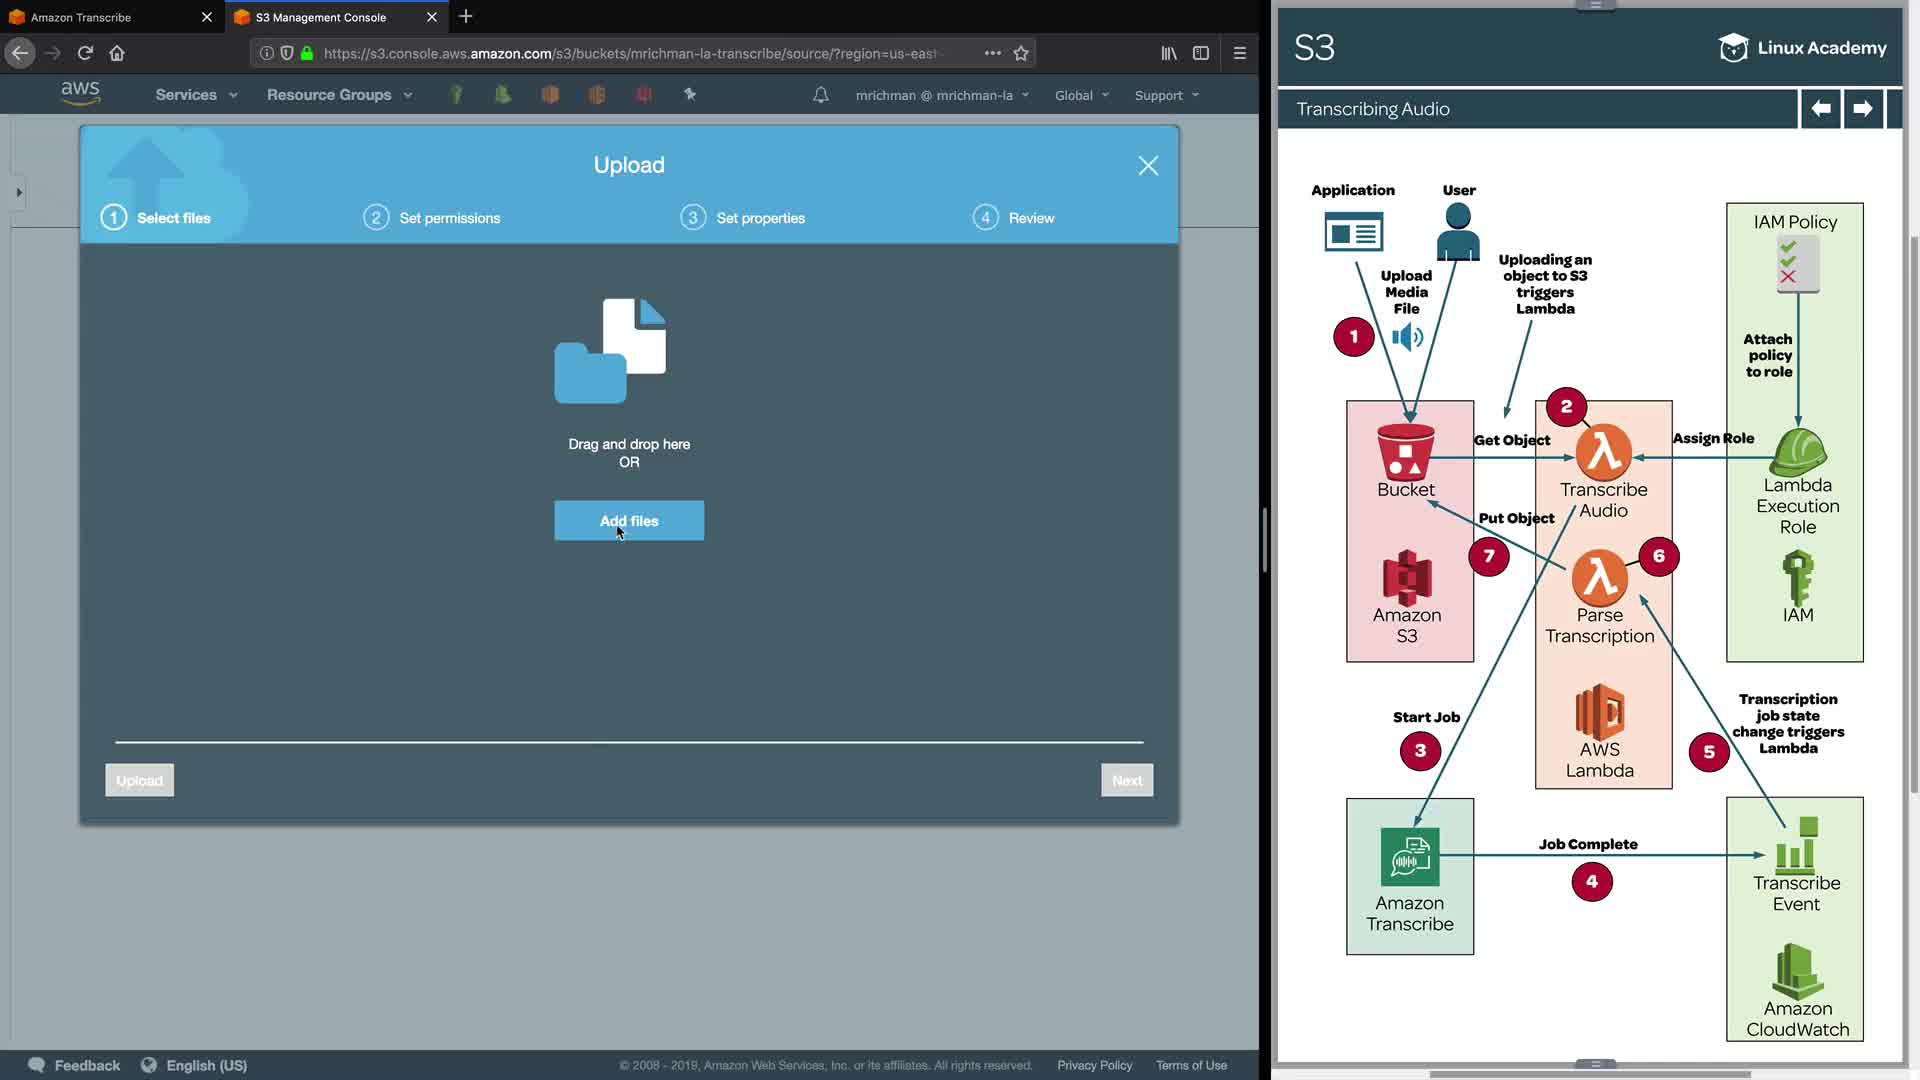 Amazon Transcribe
S3 Management Console
https://s3.console.aws.amazon.com/s3/buckets/mrichman-la-transcribe/source/?region=us-east
aws
Services
Resource Groups
mrichman @ mrichman-la
Global
Support
Upload
1 Select files
2 Set permissions
3 Set properties
4 Review
Drag and drop here
OR
Add files
Upload
Next
Feedback
English (US)
© 2008 - 2019, Amazon Web Services, Inc. or its affiliates. All rights reserved.
Privacy Policy
Terms of Use
S3
Linux Academy
Transcribing Audio
Application
User
Upload
Media
File
1
Uploading an
object to S3
triggers
Lambda
IAM Policy
Attach
policy
to role
2
Get Object
Assign Role
Bucket
Transcribe
Audio
Lambda
Execution
Role
Put Object
7
6
Amazon
S3
Parse
Transcription
IAM
Start Job
3
AWS
Lambda
Transcription
job state
change triggers
Lambda
5
Job Complete
4
Amazon
Transcribe
Transcribe
Event
Amazon
CloudWatch